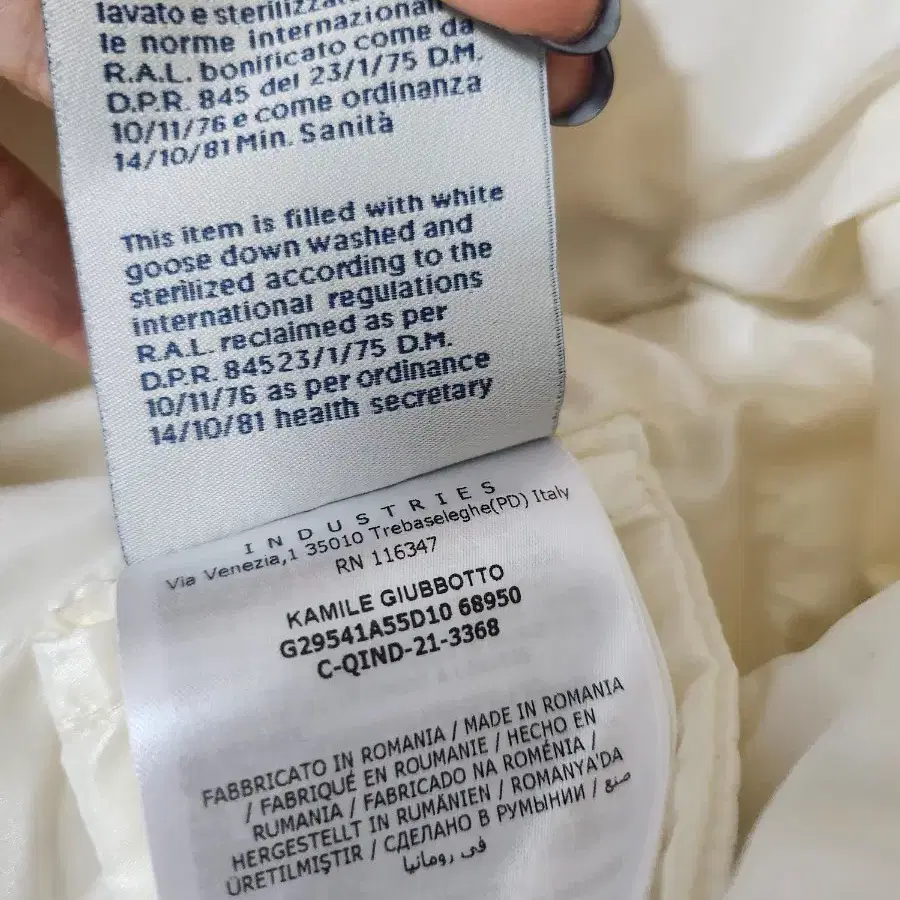 lavato e sterilizzato
le norme internazionali
R.A.L. bonificato come da
D.P.R. 845 del 23/1/75 D.M.
10/11/76 e come ordinanza
14/10/81 Min. Sanità
This item is filled with white
goose down washed and
sterilized according to the
international regulations
R.A.L. reclaimed as per
D.P.R. 84523/1/75 D.M.
10/11/76 as per ordinance
14/10/81 health secretary
INDUSTRIES
Via Venezia,1 35010 Trebaseleghe(PD) Italy
RN 116347
KAMILE GIUBBOTTO
G29541A55D10 68950
C-QIND-21-3368
FABBRICATO IN ROMANIA / MADE IN ROMANIA
/ FABRIQUÉ EN ROUMANIE / HECHO EN
RUMANIA / FABRICADO NA ROMÉNIA /
HERGESTELLT IN RUMÄNIEN / ROMANYA'DA
ÜRETILMIŞTIR / СДЕЛАНО В РУМЫНИИ / صنع
في رومانيا